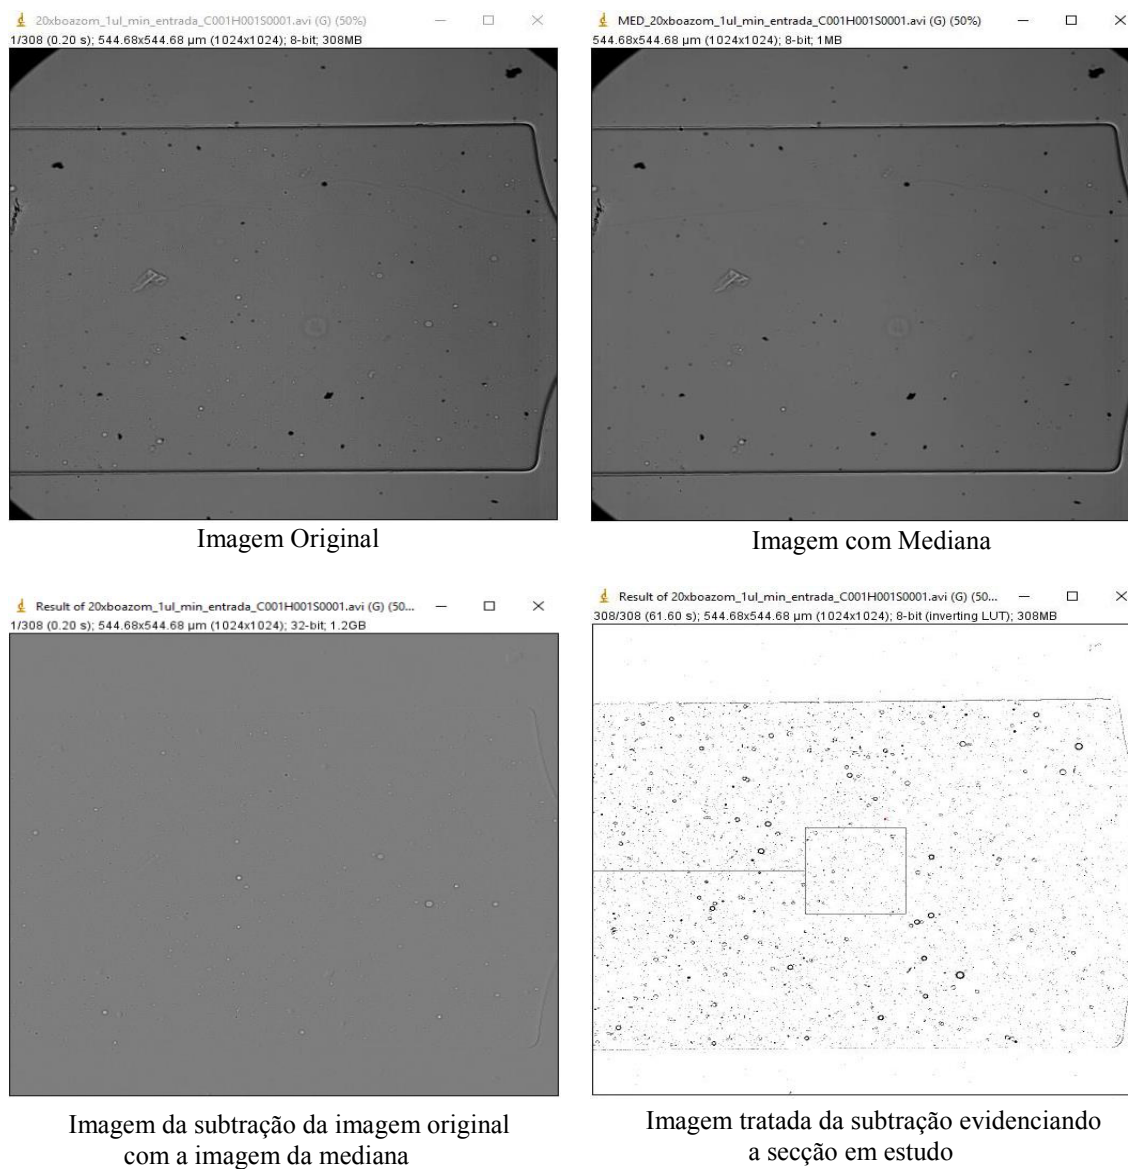 20xboazom_1ul_min_entrada_C001H001S0001.avi (G) (50%)
1/308 (0.20 s); 544.68x544.68 µm (1024x1024); 8-bit; 308MB
MED_20xboazom_1ul_min_entrada_C001H001S0001.avi (G) (50%)
544.68x544.68 µm (1024x1024); 8-bit; 1MB
Imagem Original
Imagem com Mediana
Result of 20xboazom_1ul_min_entrada_C001H001S0001.avi (G) (50...
1/308 (0.20 s); 544.68x544.68 µm (1024x1024); 32-bit; 1.2GB
Result of 20xboazom_1ul_min_entrada_C001H001S0001.avi (G) (50...
308/308 (61.60 s); 544.68x544.68 µm (1024x1024); 8-bit (inverting LUT); 308MB
Imagem da subtração da imagem original
com a imagem da mediana
Imagem tratada da subtração evidenciando
a secção em estudo